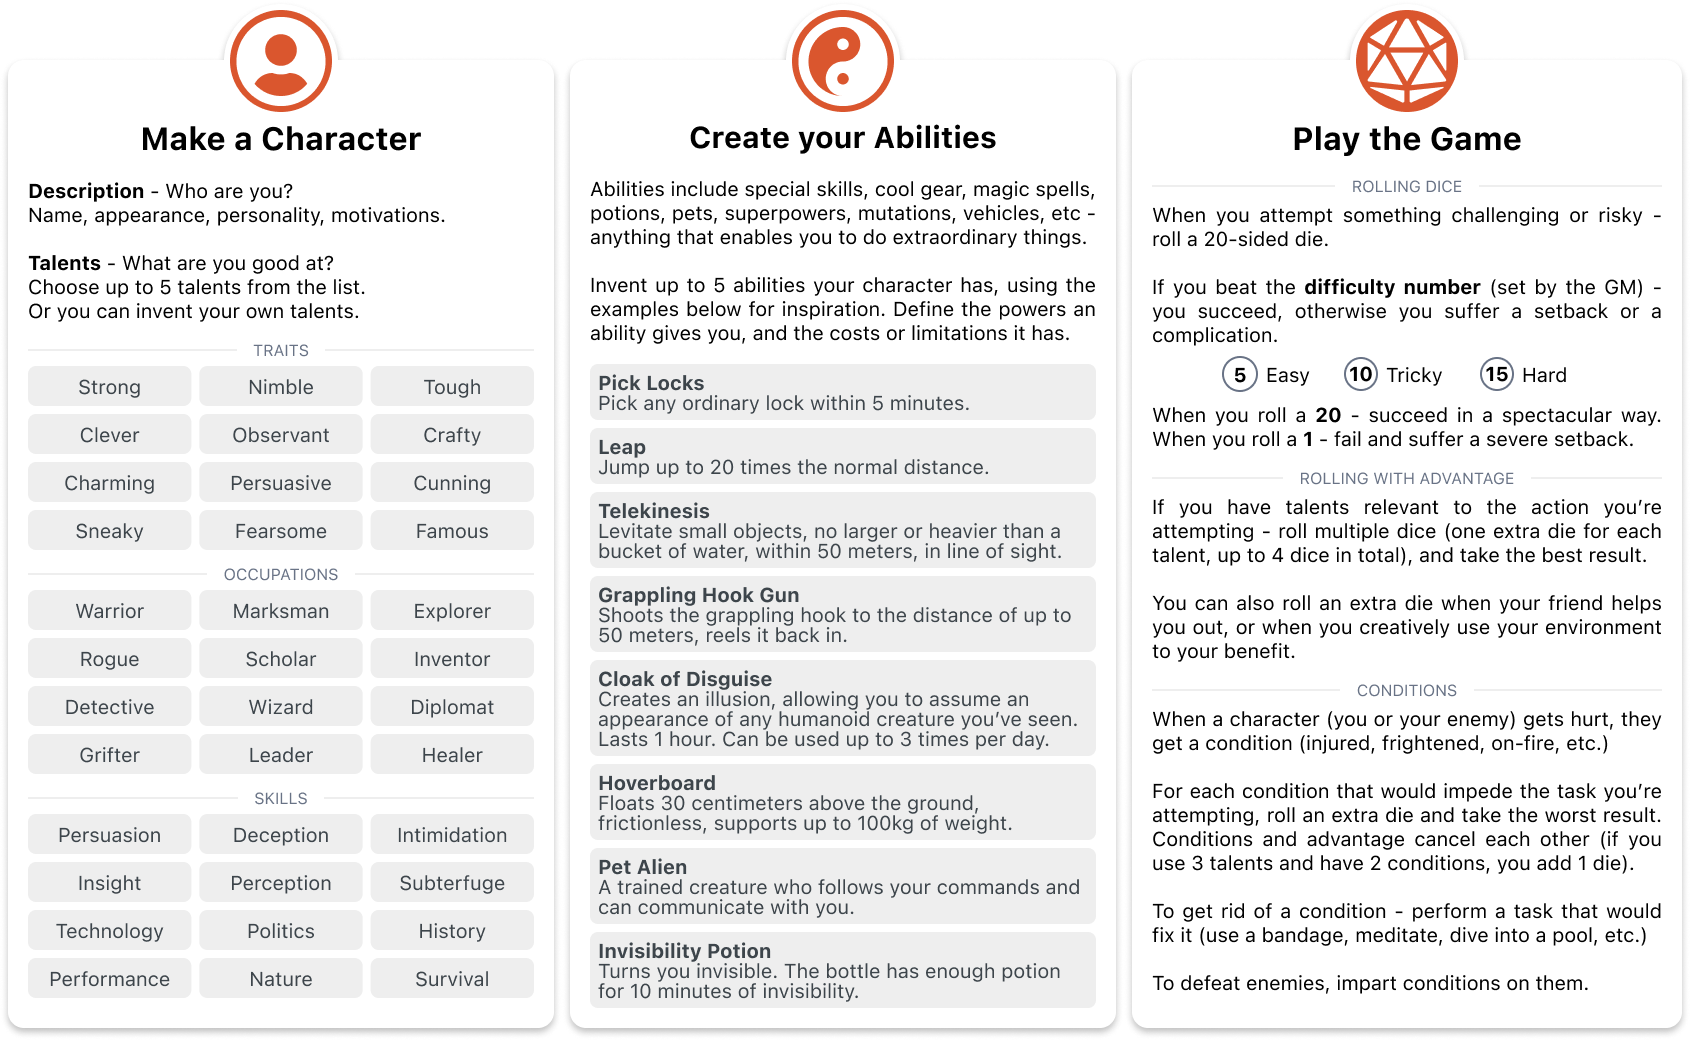 Make a Character
Description - Who are you?
Name, appearance, personality, motivations.
Talents - What are you good at?
Choose up to 5 talents from the list.
Or you can invent your own talents.
TRAITS
Strong
Nimble
Tough
Clever
Observant
Crafty
Charming
Persuasive
Cunning
Sneaky
Fearsome
Famous
OCCUPATIONS
Warrior
Marksman
Explorer
Rogue
Scholar
Inventor
Detective
Wizard
Diplomat
Grifter
Leader
Healer
SKILLS
Persuasion
Deception
Intimidation
Insight
Perception
Subterfuge
Technology
Politics
History
Performance
Nature
Survival
Create your Abilities
Abilities include special skills, cool gear, magic spells,
potions, pets, superpowers, mutations, vehicles, etc -
anything that enables you to do extraordinary things.
Invent up to 5 abilities your character has, using the
examples below for inspiration. Define the powers an
ability gives you, and the costs or limitations it has.
Pick Locks
Pick any ordinary lock within 5 minutes.
Leap
Jump up to 20 times the normal distance.
Telekinesis
Levitate small objects, no larger or heavier than a
bucket of water, within 50 meters, in line of sight.
Grappling Hook Gun
Shoots the grappling hook to the distance of up to
50 meters, reels it back in.
Cloak of Disguise
Creates an illusion, allowing you to assume an
appearance of any humanoid creature you’ve seen.
Lasts 1 hour. Can be used up to 3 times per day.
Hoverboard
Floats 30 centimeters above the ground,
frictionless, supports up to 100kg of weight.
Pet Alien
A trained creature who follows your commands and
can communicate with you.
Invisibility Potion
Turns you invisible. The bottle has enough potion
for 10 minutes of invisibility.
Play the Game
ROLLING DICE
When you attempt something challenging or risky -
roll a 20-sided die.
If you beat the difficulty number (set by the GM) -
you succeed, otherwise you suffer a setback or a
complication.
5 Easy 10 Tricky 15 Hard
When you roll a 20 - succeed in a spectacular way.
When you roll a 1 - fail and suffer a severe setback.
ROLLING WITH ADVANTAGE
If you have talents relevant to the action you’re
attempting - roll multiple dice (one extra die for each
talent, up to 4 dice in total), and take the best result.
You can also roll an extra die when your friend helps
you out, or when you creatively use your environment
to your benefit.
CONDITIONS
When a character (you or your enemy) gets hurt, they
get a condition (injured, frightened, on-fire, etc.)
For each condition that would impede the task you’re
attempting, roll an extra die and take the worst result.
Conditions and advantage cancel each other (if you
use 3 talents and have 2 conditions, you add 1 die).
To get rid of a condition - perform a task that would
fix it (use a bandage, meditate, dive into a pool, etc.)
To defeat enemies, impart conditions on them.